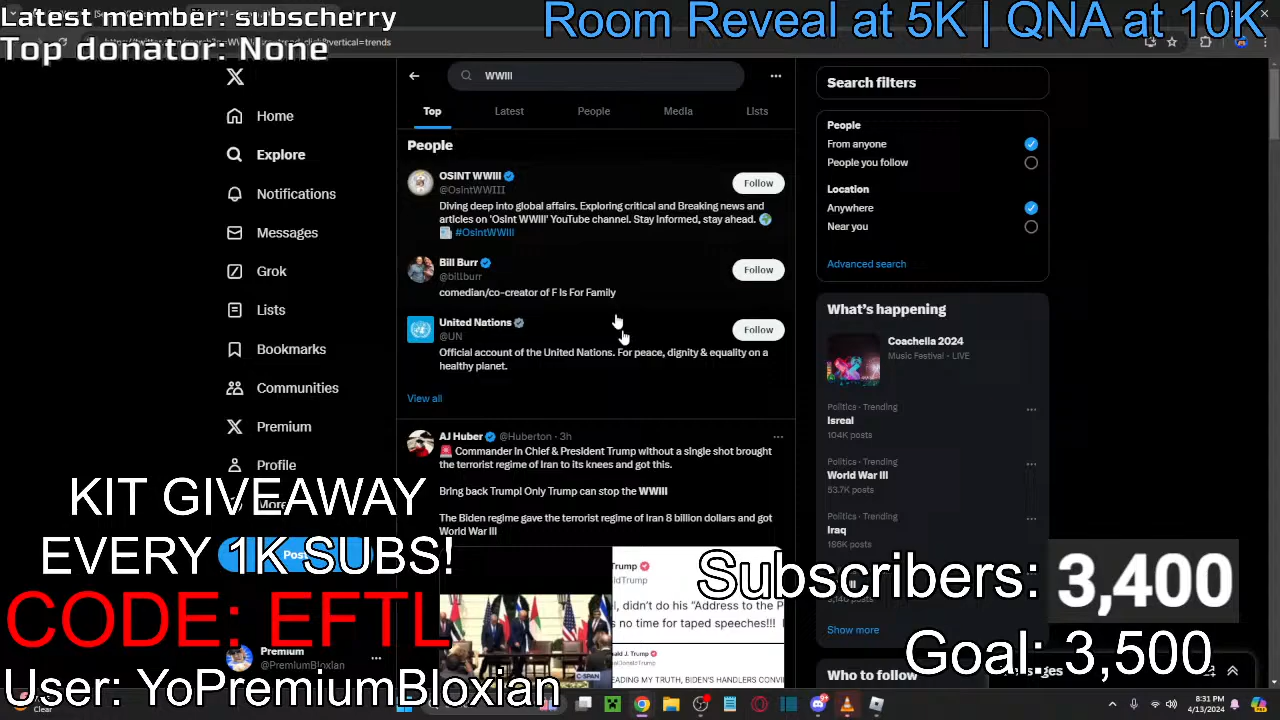 Latest member: subscherry
Top donator: None
Room Reveal at 5K | QNA at 10K
WWIII
Top
Latest
People
Media
Lists
Home
Explore
Notifications
Messages
Grok
Lists
Bookmarks
Communities
Premium
Profile
More
Post
Premium
@PremiumBloxian
People
OSINT WWIII
@OsintWWIII
Follow
Diving deep into global affairs. Exploring critical and Breaking news and
articles on 'Osint WWIII' YouTube channel. Stay Informed, stay ahead.
#OsintWWIII
Bill Burr
@billburr
Follow
comedian/co-creator of F Is For Family
United Nations
@UN
Follow
Official account of the United Nations. For peace, dignity & equality on a
healthy planet.
View all
AJ Huber @Huberton · 3h
Commander In Chief & President Trump without a single shot brought
the terrorist regime of Iran to its knees and got this.
Bring back Trump! Only Trump can stop the WWIII
The Biden regime gave the terrorist regime of Iran 8 billion dollars and got
World War III
C-SPAN
Search filters
People
From anyone
People you follow
Location
Anywhere
Near you
Advanced search
What's happening
Coachella 2024
Music Festival · LIVE
Politics · Trending
Isreal
104K posts
Politics · Trending
World War III
53.7K posts
Politics · Trending
Iraq
186K posts
Show more
Who to follow
KIT GIVEAWAY
EVERY 1K SUBS!
CODE: EFTL
User: YoPremiumBloxian
Subscribers: 3,400
Goal: 3,500
8:31 PM
4/13/2024